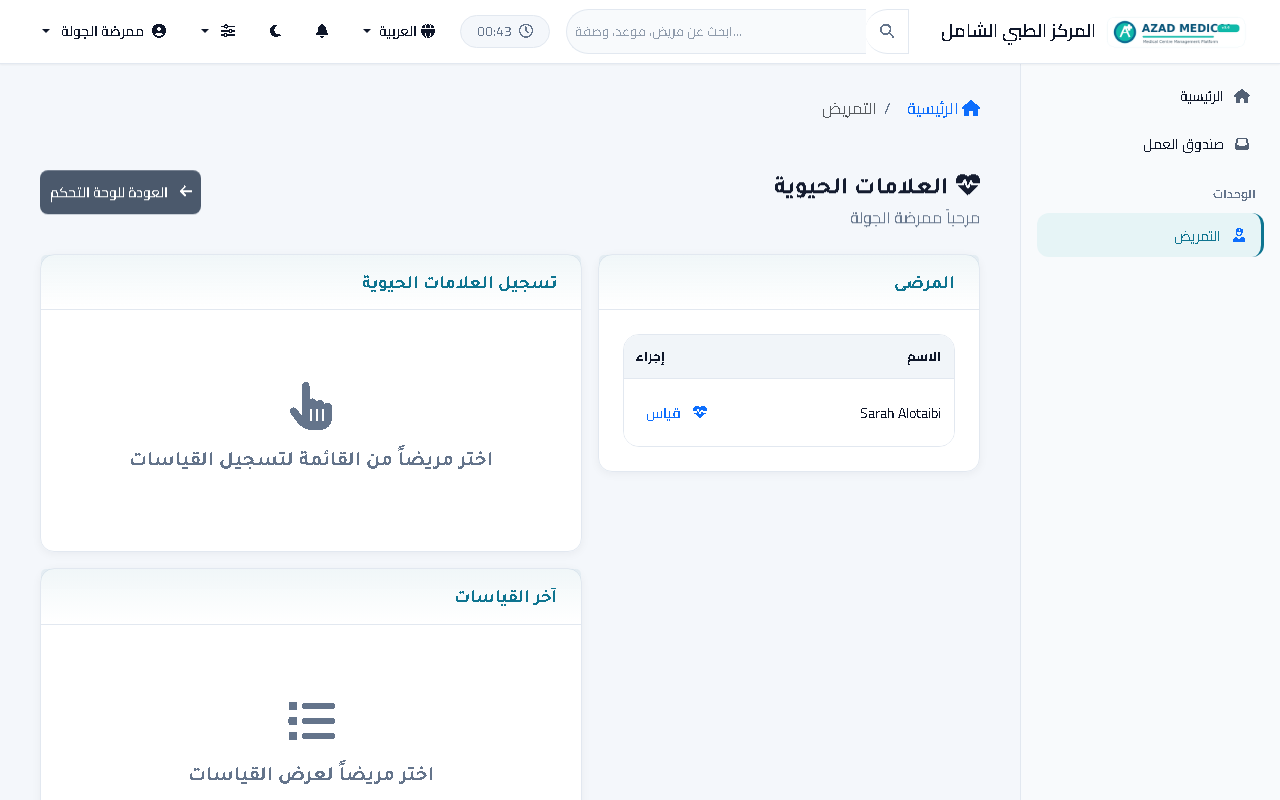 AZAD MEDIC
Medical Centre Management Platform
المركز الطبي الشامل
ابحث عن مريض، موعد، وصفة...
00:43
العربية
ممرضة الجولة
الرئيسية
صندوق العمل
الوحدات
التمريض
الرئيسية / التمريض
العلامات الحيوية
مرحباً ممرضة الجولة
العودة للوحة التحكم
المرضى
الاسم
إجراء
Sarah Alotaibi
قياس
تسجيل العلامات الحيوية
اختر مريضاً من القائمة لتسجيل القياسات
آخر القياسات
اختر مريضاً لعرض القياسات